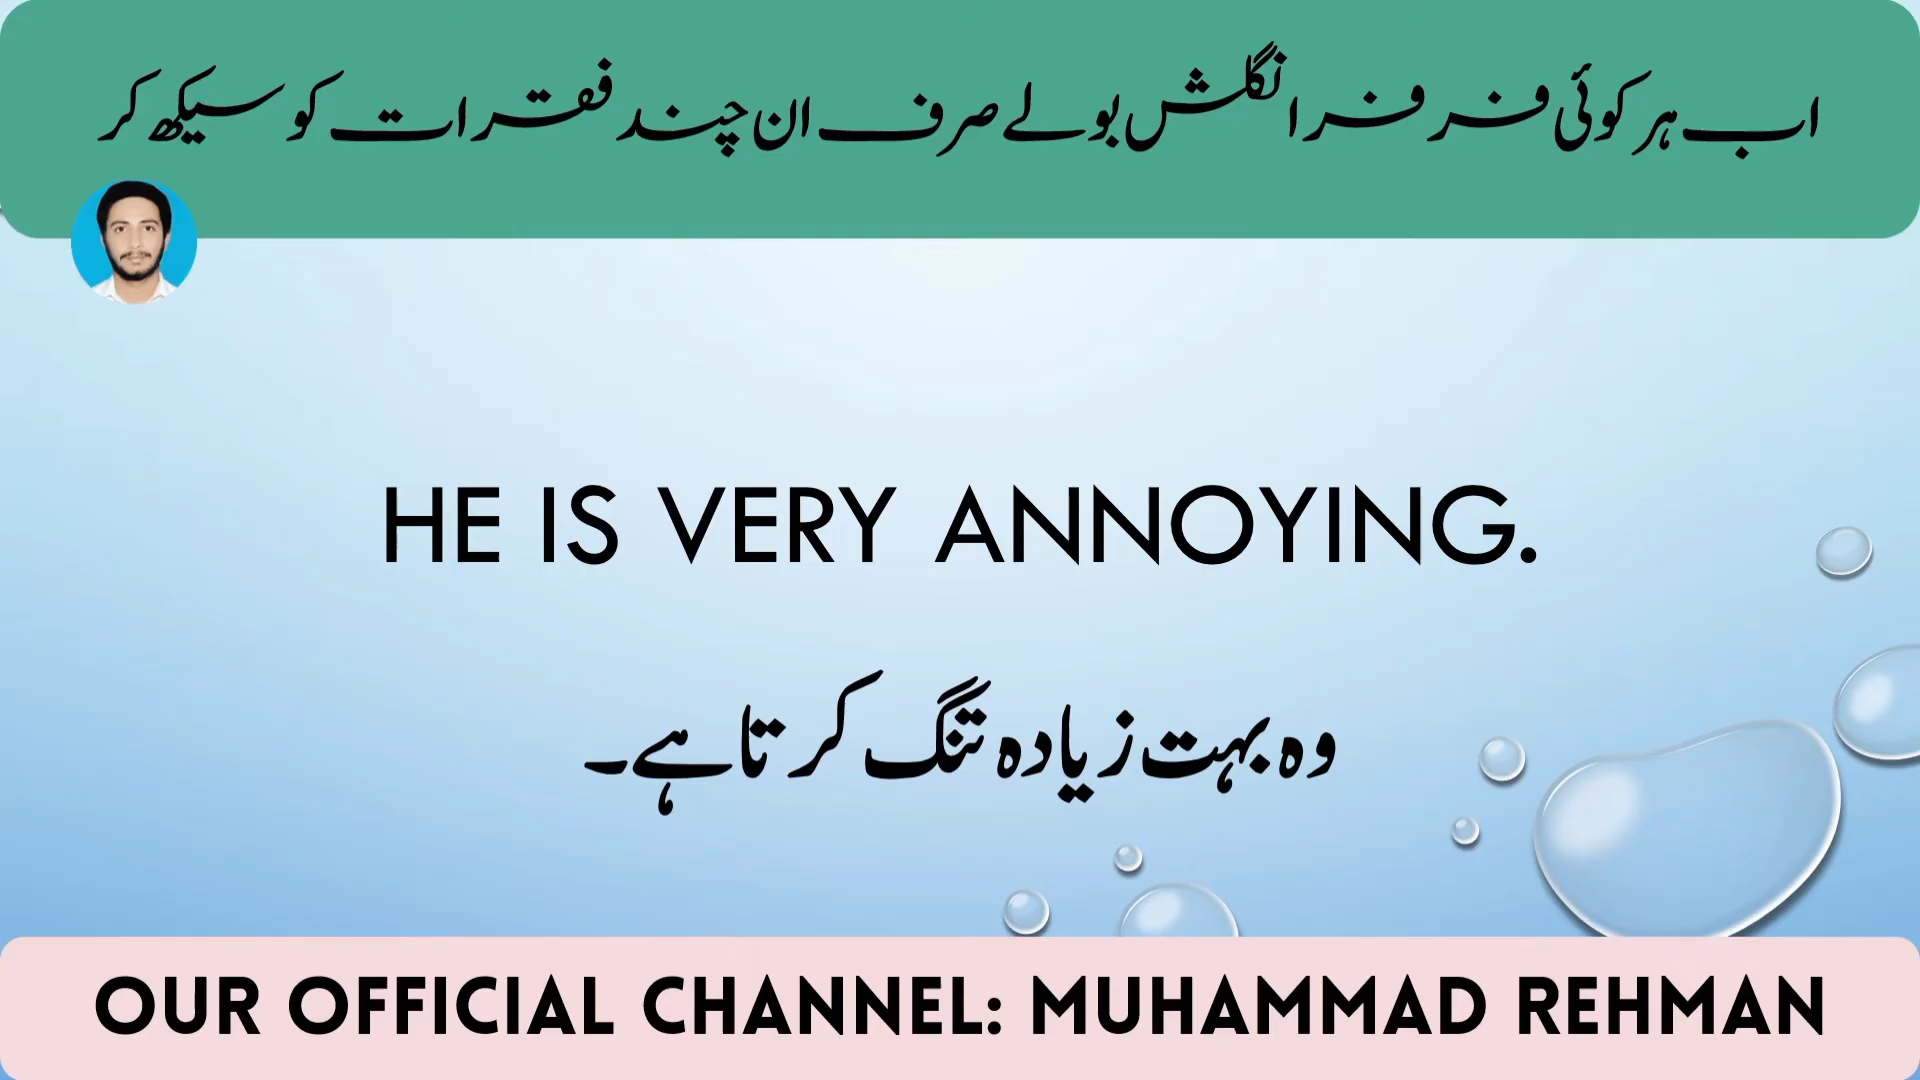 اب ہر کوئی فر فر انگلش بولے صرف ان چند فقرات کو سیکھ کر
HE IS VERY ANNOYING.
وہ بہت زیادہ تنگ کرتا ہے۔
OUR OFFICIAL CHANNEL: MUHAMMAD REHMAN